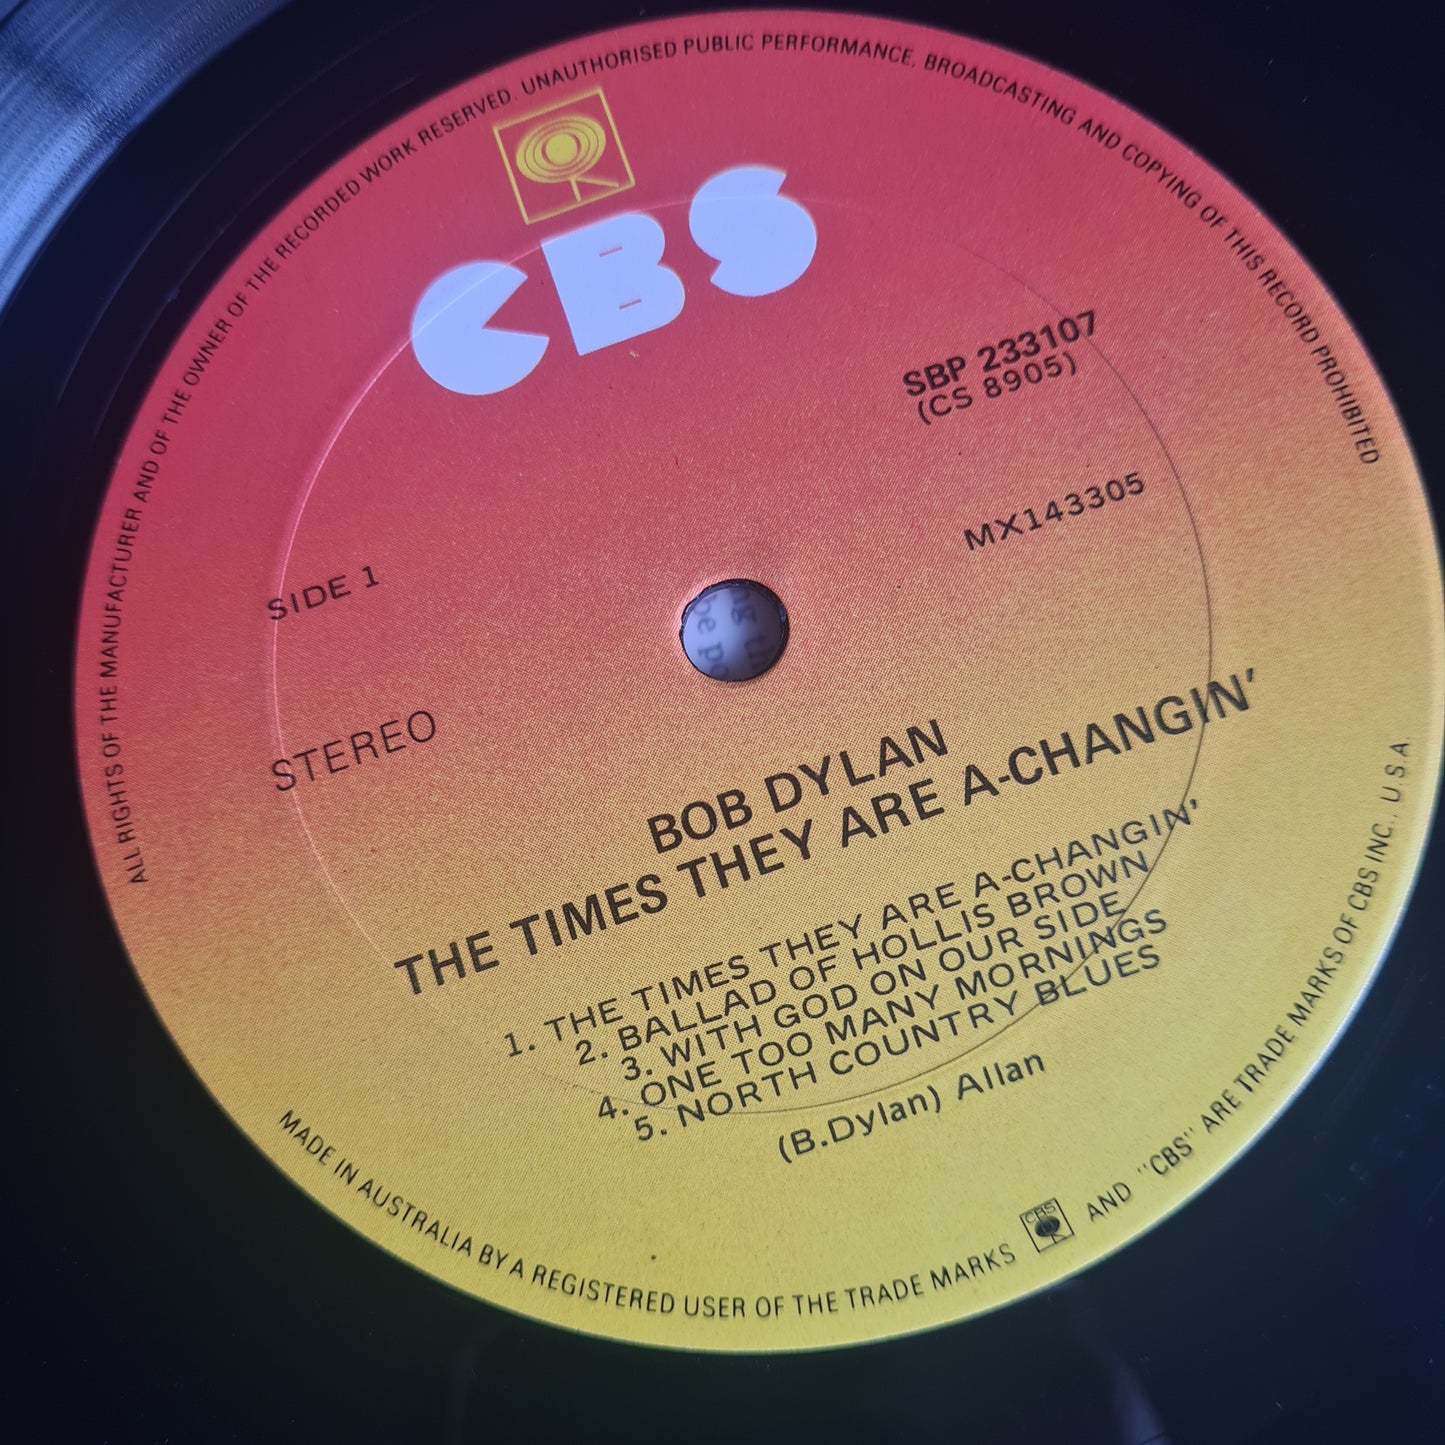 ALL RIGHTS OF THE MANUFACTURER AND OF THE OWNER OF THE RECORDED WORK RESERVED. UNAUTHORISED PUBLIC PERFORMANCE, BROADCASTING AND COPYING OF THIS RECORD PROHIBITED
CBS
SBP 233107
(CS 8905)
MX143305
SIDE 1
STEREO
BOB DYLAN
THE TIMES THEY ARE A-CHANGIN'
1. THE TIMES THEY ARE A-CHANGIN'
2. BALLAD OF HOLLIS BROWN
3. WITH GOD ON OUR SIDE
4. ONE TOO MANY MORNINGS
5. NORTH COUNTRY BLUES
(B.Dylan) Allan
MADE IN AUSTRALIA BY A REGISTERED USER OF THE TRADE MARKS CBS AND "CBS" ARE TRADE MARKS OF CBS INC., U.S.A.